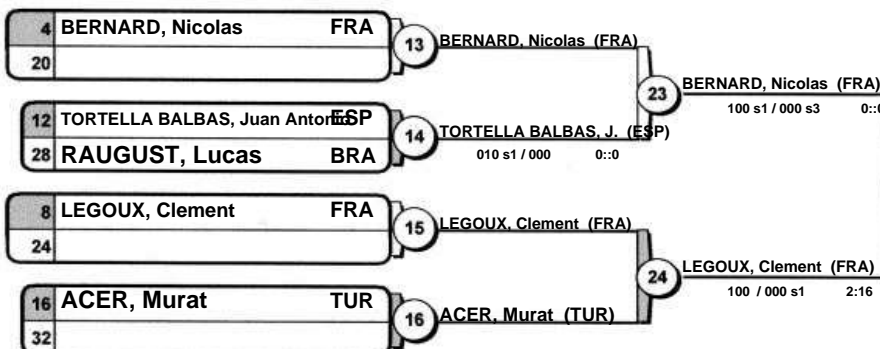 4 BERNARD, Nicolas FRA
20
13 BERNARD, Nicolas (FRA)
12 TORTELLA BALBAS, Juan Antonio ESP
28 RAUGUST, Lucas BRA
14 TORTELLA BALBAS, J. (ESP)
010 s1 / 000 0::0
23 BERNARD, Nicolas (FRA)
100 s1 / 000 s3 0::0
8 LEGOUX, Clement FRA
24
15 LEGOUX, Clement (FRA)
16 ACER, Murat TUR
32
16 ACER, Murat (TUR)
24 LEGOUX, Clement (FRA)
100 / 000 s1 2:16